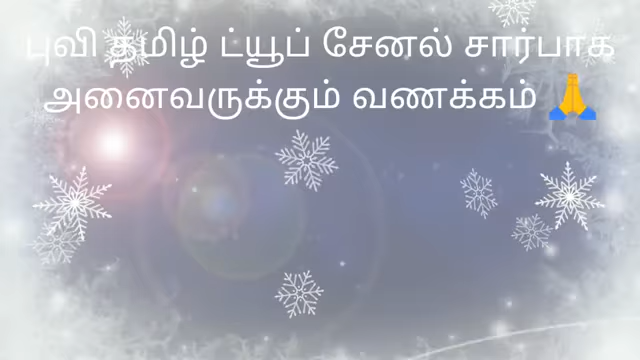 புவி தமிழ் ட்யூப் சேனல் சார்பாக
அனைவருக்கும் வணக்கம் 🙏